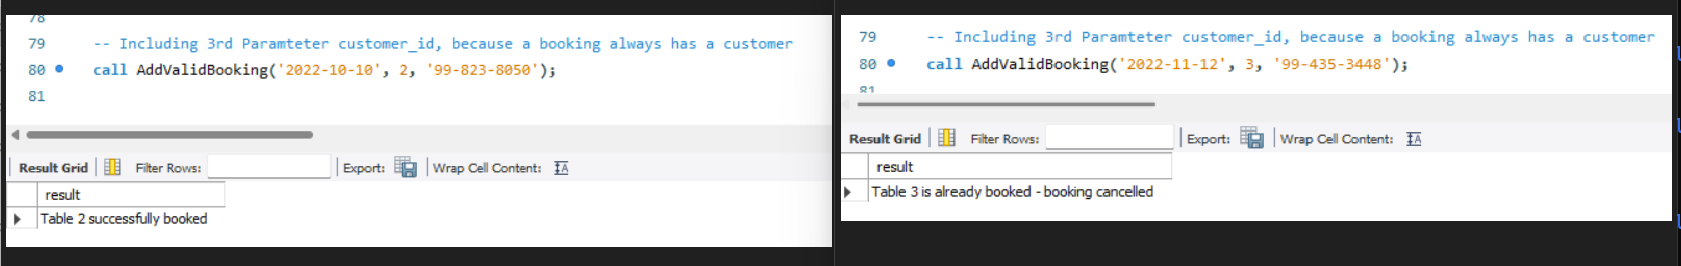 78
79 -- Including 3rd Paramteter customer_id, because a booking always has a customer
80 call AddValidBooking('2022-10-10', 2, '99-823-8050');
81
Result Grid Filter Rows: Export: Wrap Cell Content:
result
Table 2 successfully booked
79 -- Including 3rd Paramteter customer_id, because a booking always has a customer
80 call AddValidBooking('2022-11-12', 3, '99-435-3448');
81
Result Grid Filter Rows: Export: Wrap Cell Content:
result
Table 3 is already booked - booking cancelled